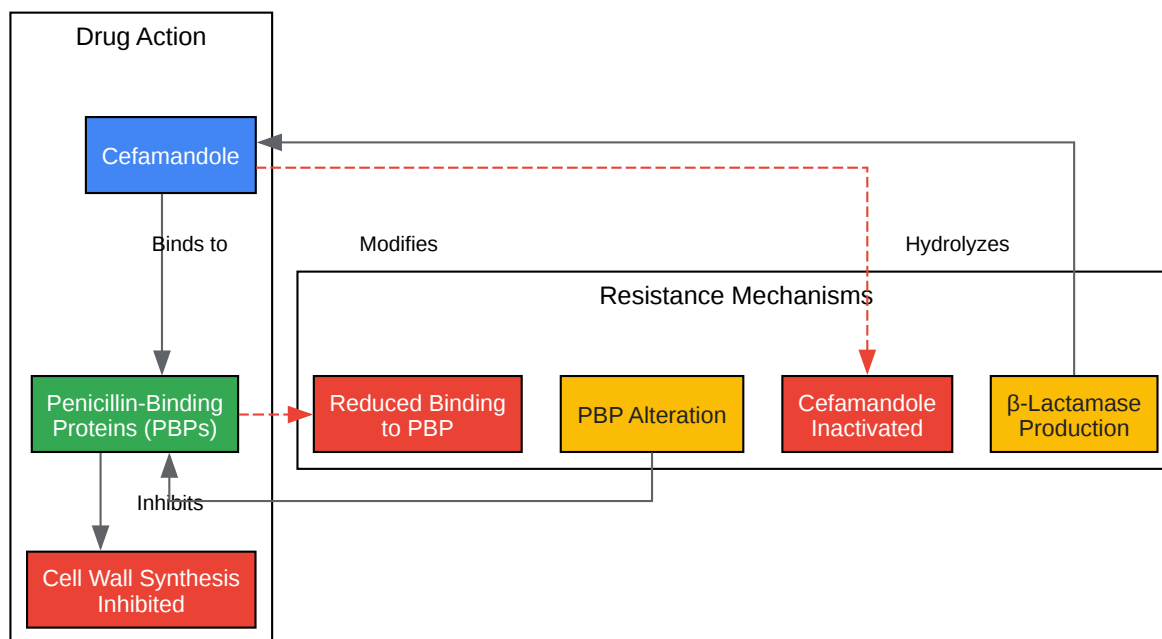 Drug Action
Cefamandole
Binds to
Modifies
Hydrolyzes
Resistance Mechanisms
Penicillin-Binding
Proteins (PBPs)
Reduced Binding
to PBP
PBP Alteration
Cefamandole
Inactivated
β-Lactamase
Production
Inhibits
Cell Wall Synthesis
Inhibited